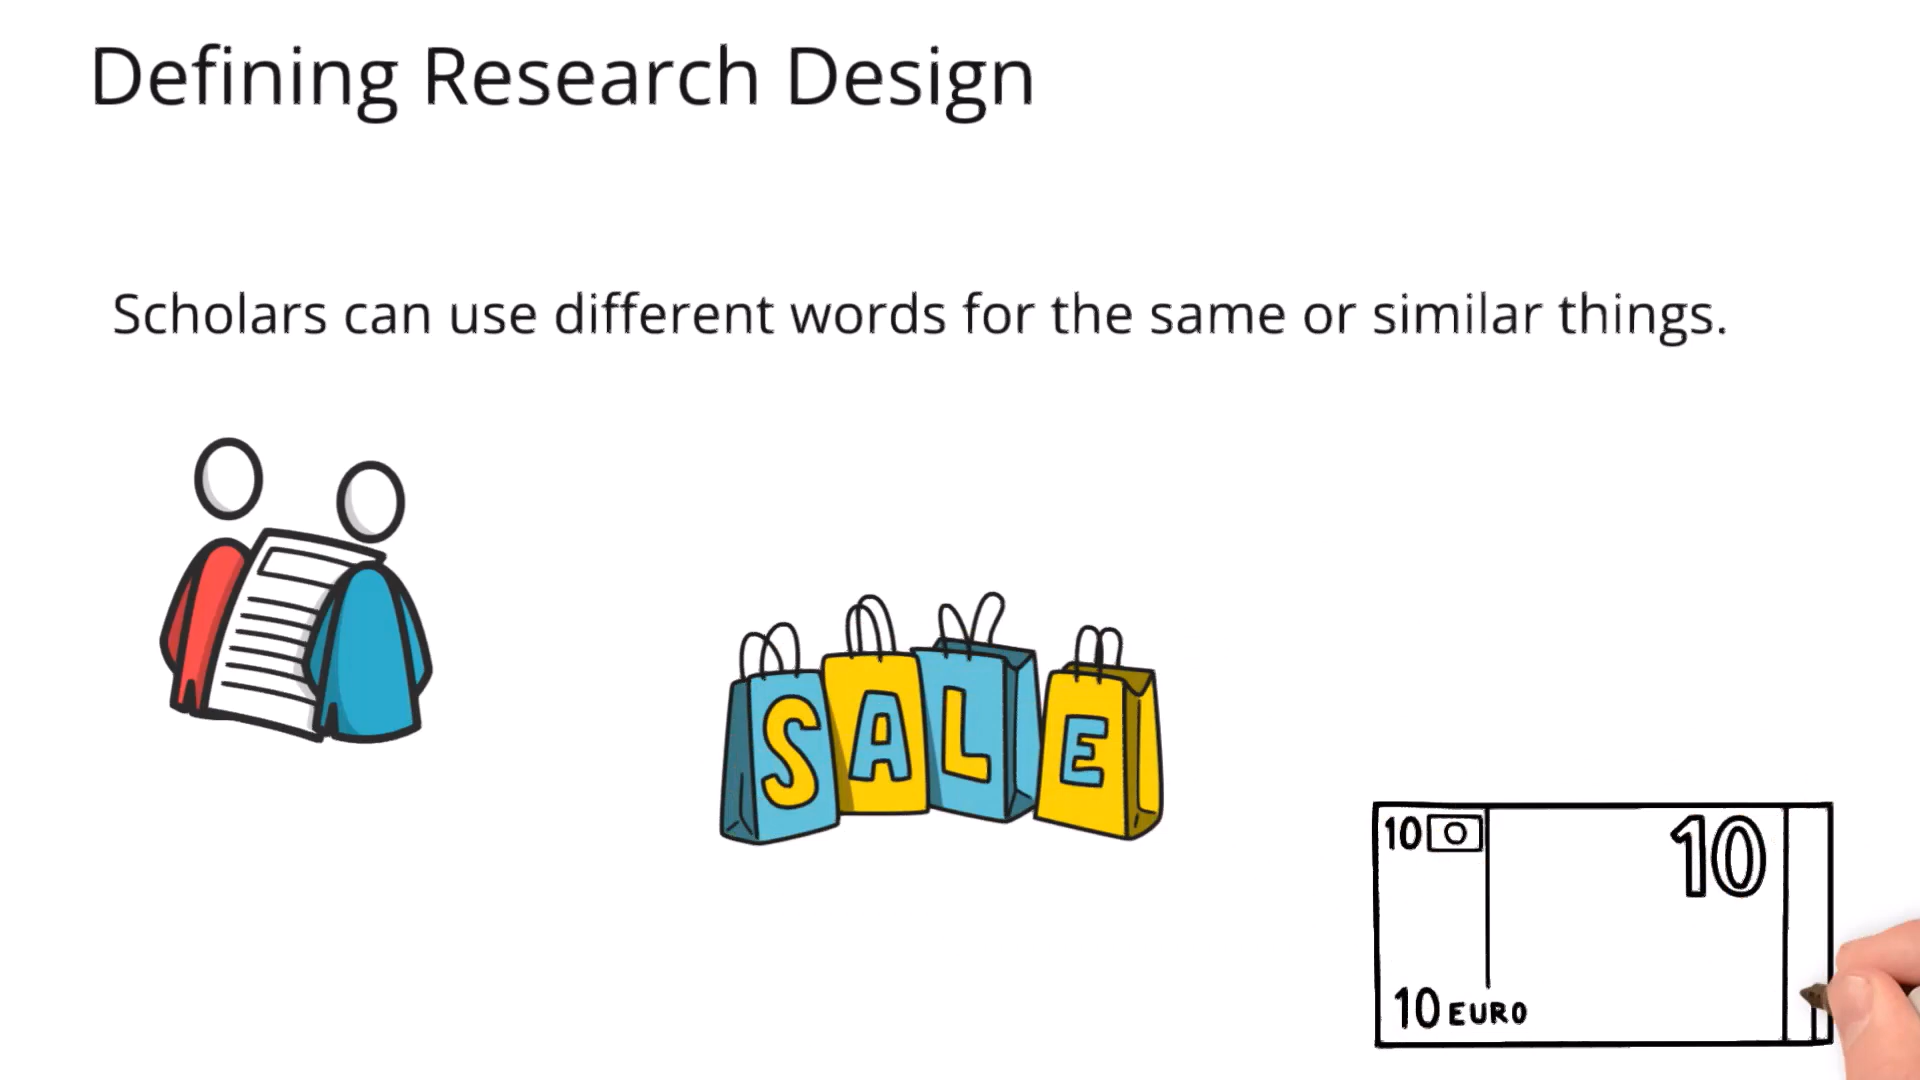 Defining Research Design
Scholars can use different words for the same or similar things.
SALE
10
10
10 EURO